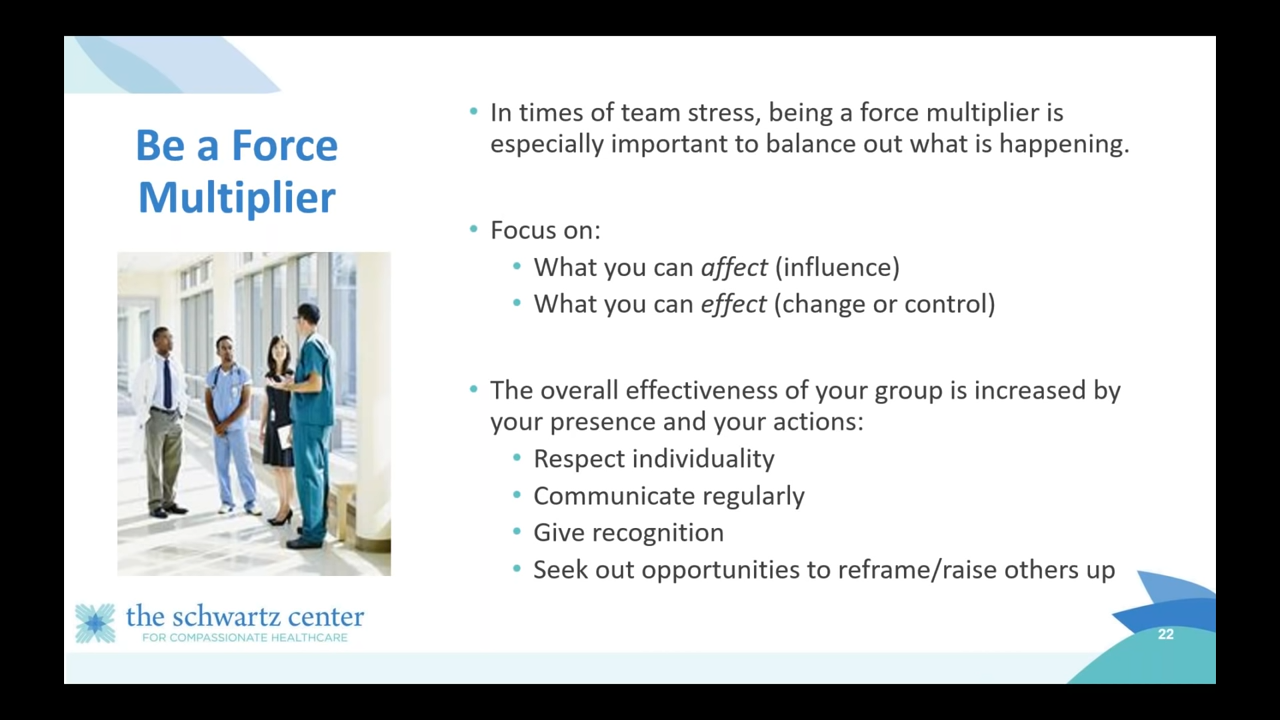 Be a Force
Multiplier
• In times of team stress, being a force multiplier is
especially important to balance out what is happening.
• Focus on:
• What you can affect (influence)
• What you can effect (change or control)
• The overall effectiveness of your group is increased by
your presence and your actions:
• Respect individuality
• Communicate regularly
• Give recognition
• Seek out opportunities to reframe/raise others up
the schwartz center
FOR COMPASSIONATE HEALTHCARE
22